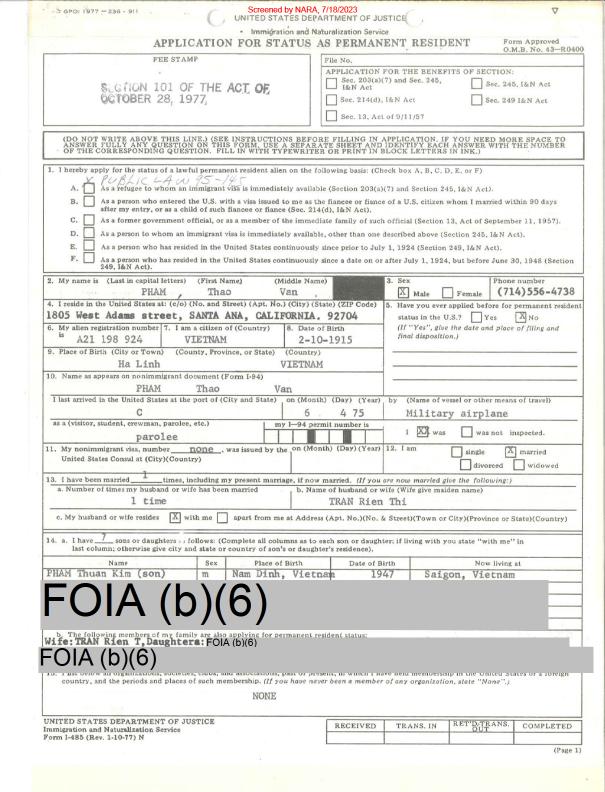 GPO: 1977 - 236 - 911
Screened by NARA, 7/18/2023
UNITED STATES DEPARTMENT OF JUSTICE
Immigration and Naturalization Service
APPLICATION FOR STATUS AS PERMANENT RESIDENT
Form Approved
O.M.B. No. 43-R0400
FEE STAMP
SECTION 101 OF THE ACT OF
OCTOBER 28, 1977,
File No.
APPLICATION FOR THE BENEFITS OF SECTION:
Sec. 203(a)(7) and Sec. 245, I&N Act
Sec. 245, I&N Act
Sec. 214(d), I&N Act
Sec. 249 I&N Act
Sec. 13, Act of 9/11/57
(DO NOT WRITE ABOVE THIS LINE.) (SEE INSTRUCTIONS BEFORE FILLING IN APPLICATION. IF YOU NEED MORE SPACE TO
ANSWER FULLY ANY QUESTION ON THIS FORM, USE A SEPARATE SHEET AND IDENTIFY EACH ANSWER WITH THE NUMBER
OF THE CORRESPONDING QUESTION. FILL IN WITH TYPEWRITER OR PRINT IN BLOCK LETTERS IN INK.)
1. I hereby apply for the status of a lawful permanent resident alien on the following basis: (Check box A, B, C, D, E, or F)
X PUBLIC LAW 95-145
A. As a refugee to whom an immigrant visa is immediately available (Section 203(a)(7) and Section 245, I&N Act).
B. As a person who entered the U.S. with a visa issued to me as the fiancee or fiance of a U.S. citizen whom I married within 90 days
after my entry, or as a child of such fiancee or fiance (Sec. 214(d), I&N Act).
C. As a former government official, or as a member of the immediate family of such official (Section 13, Act of September 11, 1957).
D. As a person to whom an immigrant visa is immediately available, other than one described above (Section 245, I&N Act).
E. As a person who has resided in the United States continuously since prior to July 1, 1924 (Section 249, I&N Act).
F. As a person who has resided in the United States continuously since a date on or after July 1, 1924, but before June 30, 1948 (Section
249, I&N Act).
2. My name is (Last in capital letters) (First Name) (Middle Name)
PHAM , Thao Van
3. Sex
X Male Female
Phone number
(714)556-4738
4. I reside in the United States at: (c/o) (No. and Street) (Apt. No.) (City) (State) (ZIP Code)
1805 West Adams street, SANTA ANA, CALIFORNIA. 92704
5. Have you ever applied before for permanent resident
status in the U.S.? Yes X No
(If "Yes", give the date and place of filing and
final disposition.)
6. My alien registration number is
A21 198 924
7. I am a citizen of (Country)
VIETNAM
8. Date of Birth
2-10-1915
9. Place of Birth (City or Town) (County, Province, or State) (Country)
Ha Linh VIETNAM
10. Name as appears on nonimmigrant document (Form I-94)
PHAM Thao Van
I last arrived in the United States at the port of (City and State) on (Month) (Day) (Year) by (Name of vessel or other means of travel)
C 6 4 75 Military airplane
as a (visitor, student, crewman, parolee, etc.) my I-94 permit number is
parolee
I XX was was not inspected.
11. My nonimmigrant visa, number none , was issued by the on (Month) (Day) (Year)
United States Consul at (City)(Country)
12. I am single X married
divorced widowed
13. I have been married 1 times, including my present marriage, if now married. (If you are now married give the following:)
a. Number of times my husband or wife has been married b. Name of husband or wife (Wife give maiden name)
1 time TRAN Rien Thi
c. My husband or wife resides X with me apart from me at Address (Apt. No.)(No. & Street)(Town or City)(Province or State)(Country)
14. a. I have 7 sons or daughters as follows: (Complete all columns as to each son or daughter; if living with you state "with me" in
last column; otherwise give city and state or country of son's or daughter's residence).
Name Sex Place of Birth Date of Birth Now living at
PHAM Thuan Kim (son) m Nam Dinh, Vietnam 1947 Saigon, Vietnam
FOIA (b)(6)
b. The following members of my family are also applying for permanent resident status:
Wife: TRAN Rien T,Daughters: FOIA (b)(6)
FOIA (b)(6)
country, and the periods and places of such membership. (If you have never been a member of any organization, state "None".)
NONE
UNITED STATES DEPARTMENT OF JUSTICE
Immigration and Naturalization Service
Form I-485 (Rev. 1-10-77) N
RECEIVED TRANS. IN RET'D-TRANS. OUT COMPLETED
(Page 1)